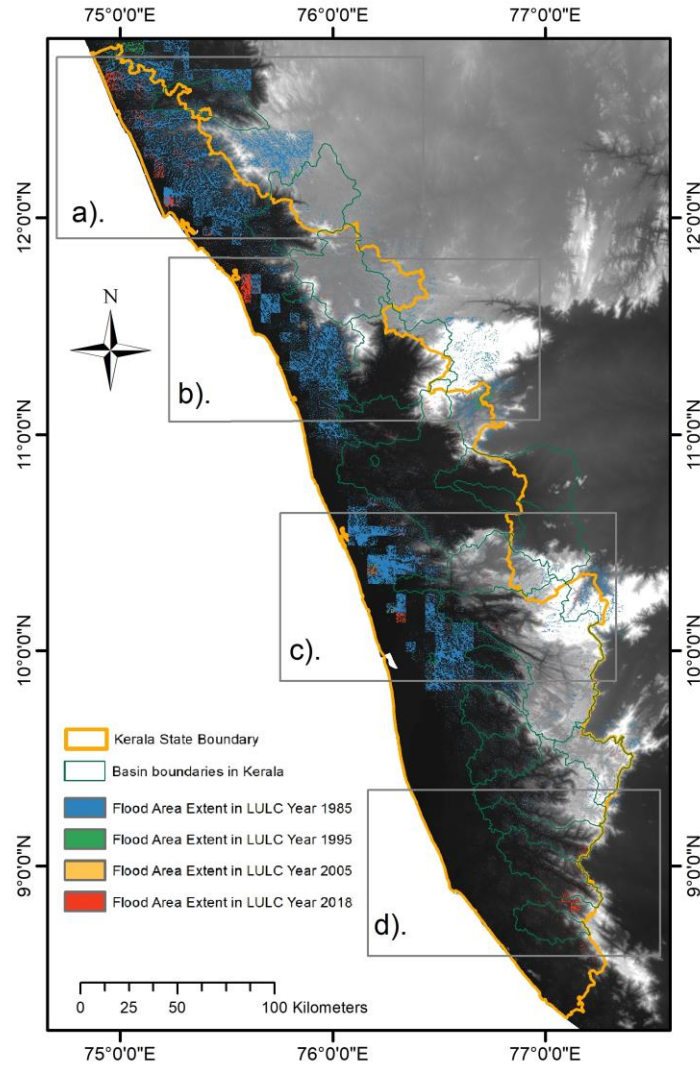 75°0'0"E 76°0'0"E 77°0'0"E
12°0'0"N 12°0'0"N
a).
N
b).
11°0'0"N 11°0'0"N
c).
10°0'0"N 10°0'0"N
Kerala State Boundary
Basin boundaries in Kerala
Flood Area Extent in LULC Year 1985
Flood Area Extent in LULC Year 1995
Flood Area Extent in LULC Year 2005
Flood Area Extent in LULC Year 2018
9°0'0"N 9°0'0"N
d).
0 25 50 100 Kilometers
75°0'0"E 76°0'0"E 77°0'0"E